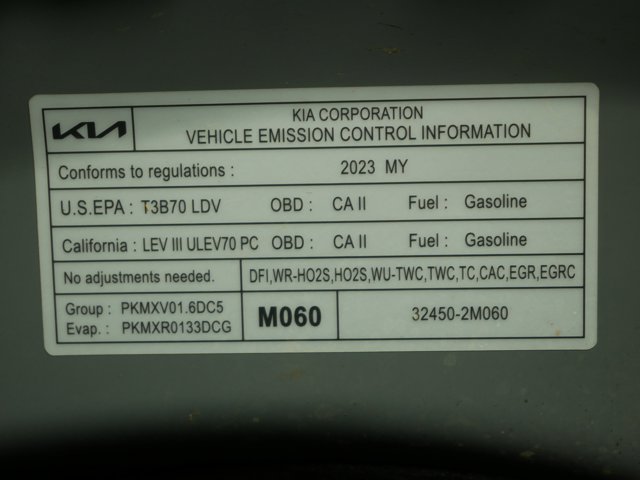 KIA
KIA CORPORATION
VEHICLE EMISSION CONTROL INFORMATION
Conforms to regulations : 2023 MY
U.S.EPA : T3B70 LDV OBD : CA II Fuel : Gasoline
California : LEV III ULEV70 PC OBD : CA II Fuel : Gasoline
No adjustments needed. DFI,WR-HO2S,HO2S,WU-TWC,TWC,TC,CAC,EGR,EGRC
Group : PKMXV01.6DC5
Evap. : PKMXR0133DCG
M060
32450-2M060